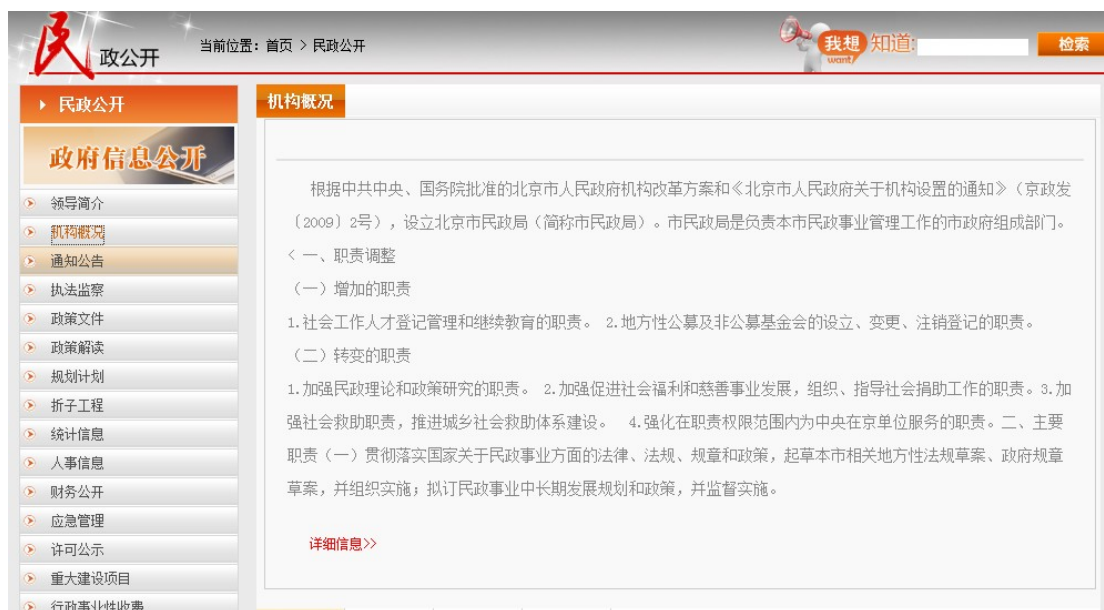 民政公开
当前位置：首页 > 民政公开
我想知道:
want
检索
民政公开
政府信息公开
领导简介
机构概况
通知公告
执法监察
政策文件
政策解读
规划计划
折子工程
统计信息
人事信息
财务公开
应急管理
许可公示
重大建设项目
行政事业性收费
机构概况
根据中共中央、国务院批准的北京市人民政府机构改革方案和《北京市人民政府关于机构设置的通知》（京政发
〔2009〕2号），设立北京市民政局（简称市民政局）。市民政局是负责本市民政事业管理工作的市政府组成部门。
< 一、职责调整
（一）增加的职责
1.社会工作人才登记管理和继续教育的职责。 2.地方性公募及非公募基金会的设立、变更、注销登记的职责。
（二）转变的职责
1.加强民政理论和政策研究的职责。 2.加强促进社会福利和慈善事业发展，组织、指导社会捐助工作的职责。3.加
强社会救助职责，推进城乡社会救助体系建设。 4.强化在职责权限范围内为中央在京单位服务的职责。二、主要
职责（一）贯彻落实国家关于民政事业方面的法律、法规、规章和政策，起草本市相关地方性法规草案、政府规章
草案，并组织实施；拟订民政事业中长期发展规划和政策，并监督实施。
详细信息>>